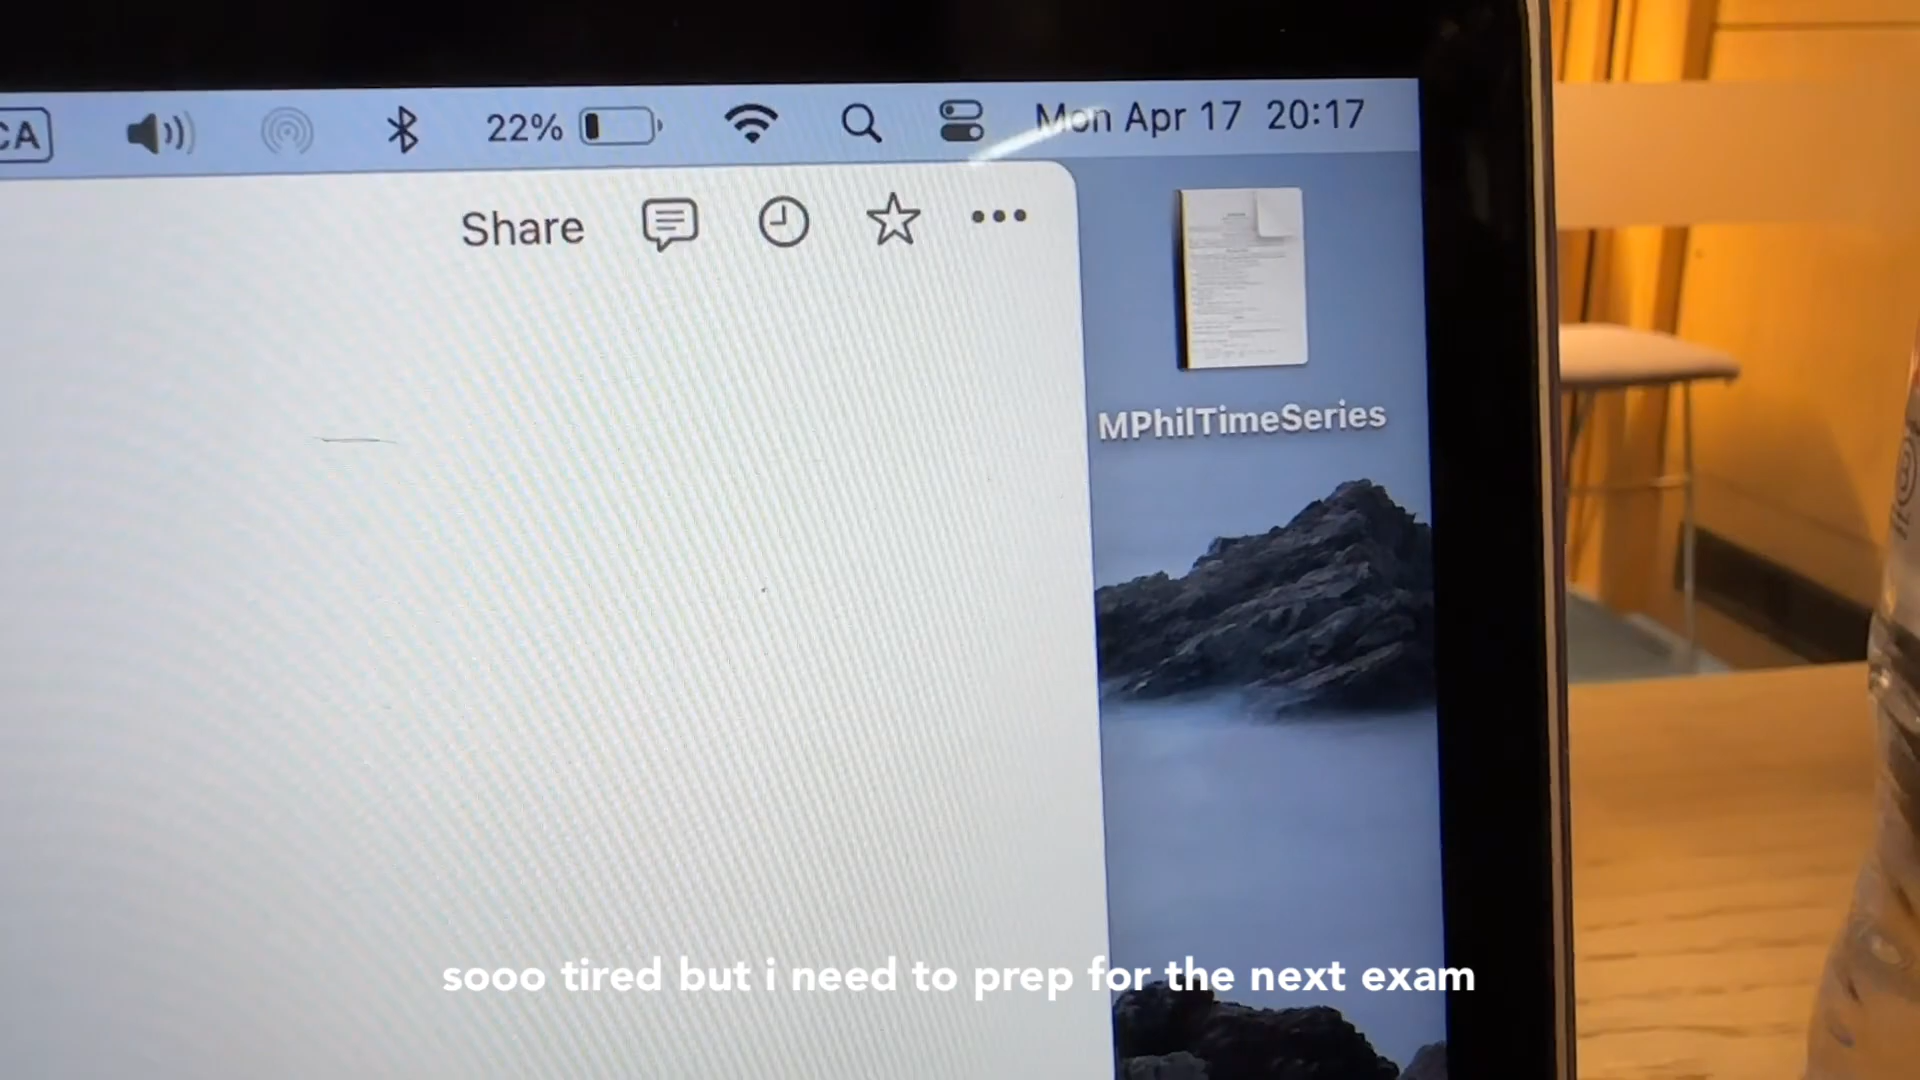 CA 22% Mon Apr 17 20:17
Share
MPhilTimeSeries
sooo tired but i need to prep for the next exam